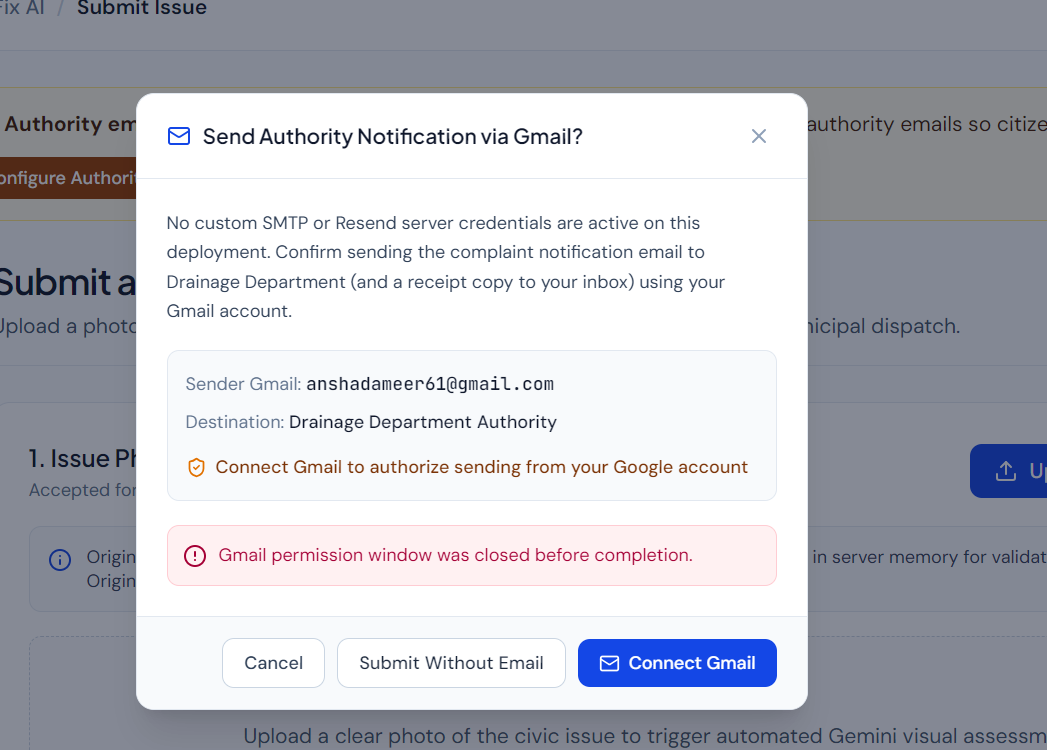 Fix AI / Submit Issue
Authority em
authority emails so citize
onfigure Authorit
Submit a
Upload a photo
nicipal dispatch.
Send Authority Notification via Gmail?
No custom SMTP or Resend server credentials are active on this
deployment. Confirm sending the complaint notification email to
Drainage Department (and a receipt copy to your inbox) using your
Gmail account.
Sender Gmail: anshadameer61@gmail.com
Destination: Drainage Department Authority
Connect Gmail to authorize sending from your Google account
Gmail permission window was closed before completion.
Cancel
Submit Without Email
Connect Gmail
1. Issue Ph
Accepted for
Up
Origin
in server memory for validat
Origin
Upload a clear photo of the civic issue to trigger automated Gemini visual assessm